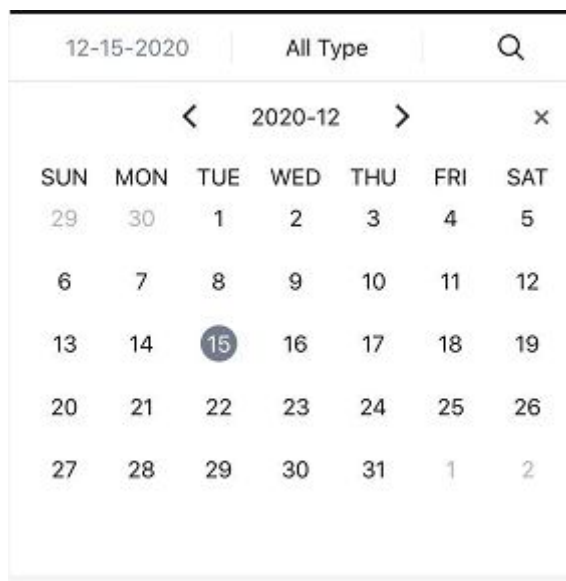 12-15-2020 All Type
2020-12 ×
SUN MON TUE WED THU FRI SAT
29 30 1 2 3 4 5
6 7 8 9 10 11 12
13 14 15 16 17 18 19
20 21 22 23 24 25 26
27 28 29 30 31 1 2